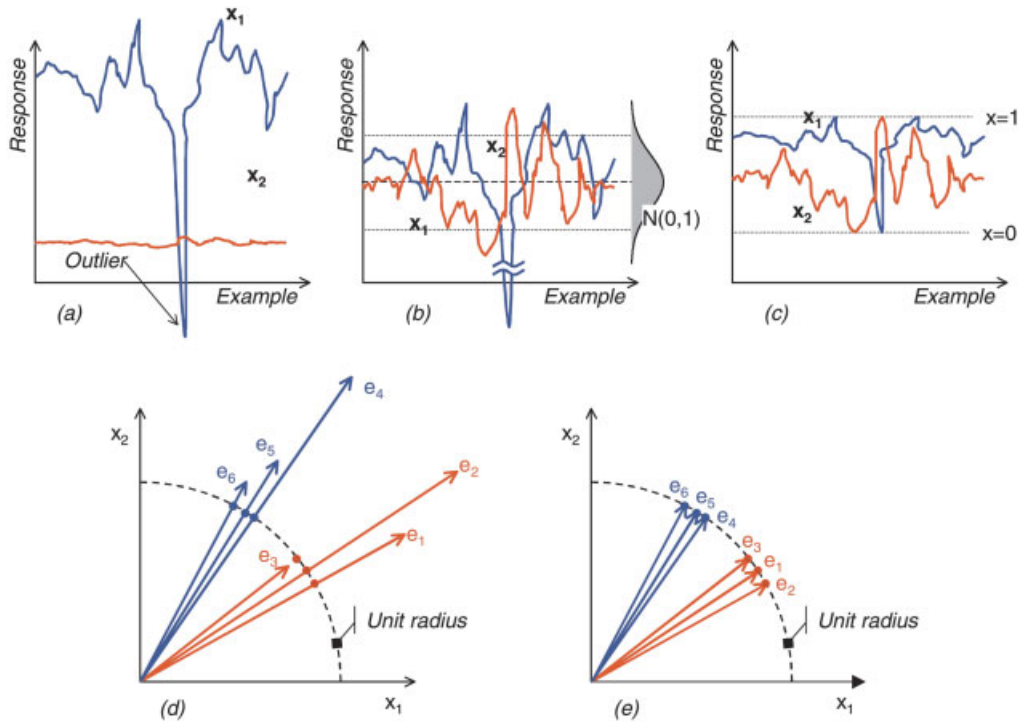 x1
Response
x2
Outlier
Example
(a)
Response
x2
x1
N(0,1)
Example
(b)
Response
x1
x=1
x2
x=0
Example
(c)
x2
e4
e5
e6
e2
e1
e3
Unit radius
x1
(d)
x2
e6
e5
e4
e3
e1
e2
Unit radius
x1
(e)